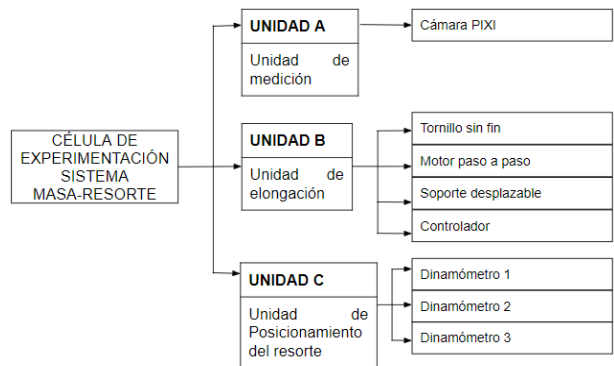 CÉLULA DE
EXPERIMENTACIÓN
SISTEMA
MASA-RESORTE
UNIDAD A
Unidad de
medición
Cámara PIXI
UNIDAD B
Unidad de
elongación
Tornillo sin fin
Motor paso a paso
Soporte desplazable
Controlador
UNIDAD C
Unidad de
Posicionamiento
del resorte
Dinamómetro 1
Dinamómetro 2
Dinamómetro 3